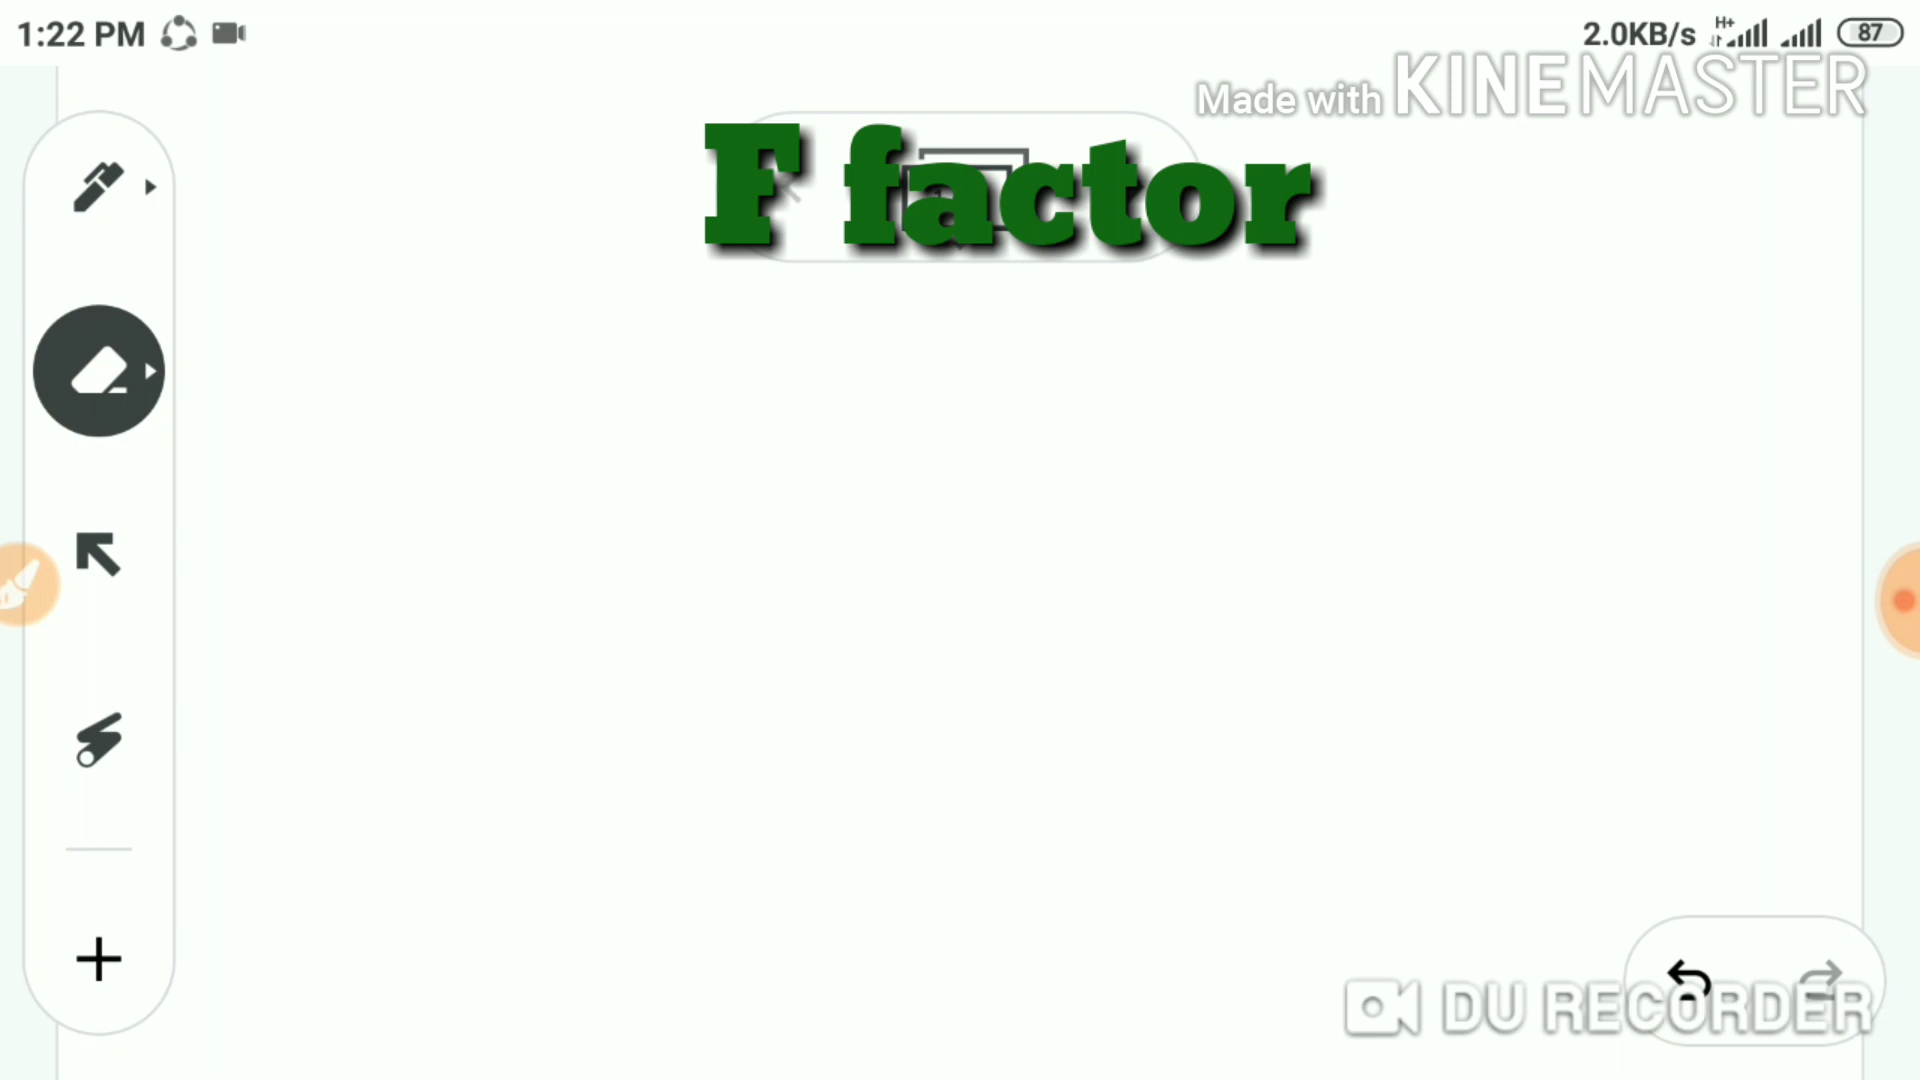 1:22 PM
2.0KB/s H+ 87
Made with KINEMASTER
F factor
DU RECORDER